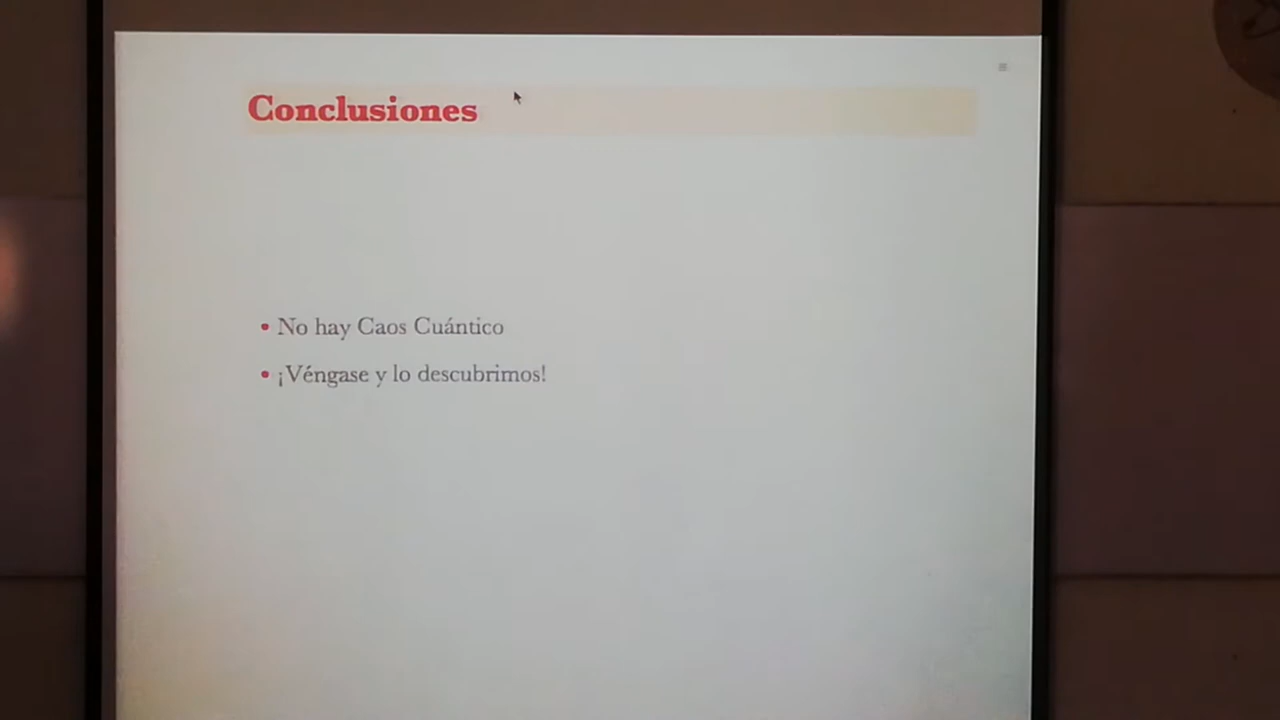 Conclusiones
• No hay Caos Cuántico
• ¡Véngase y lo descubrimos!